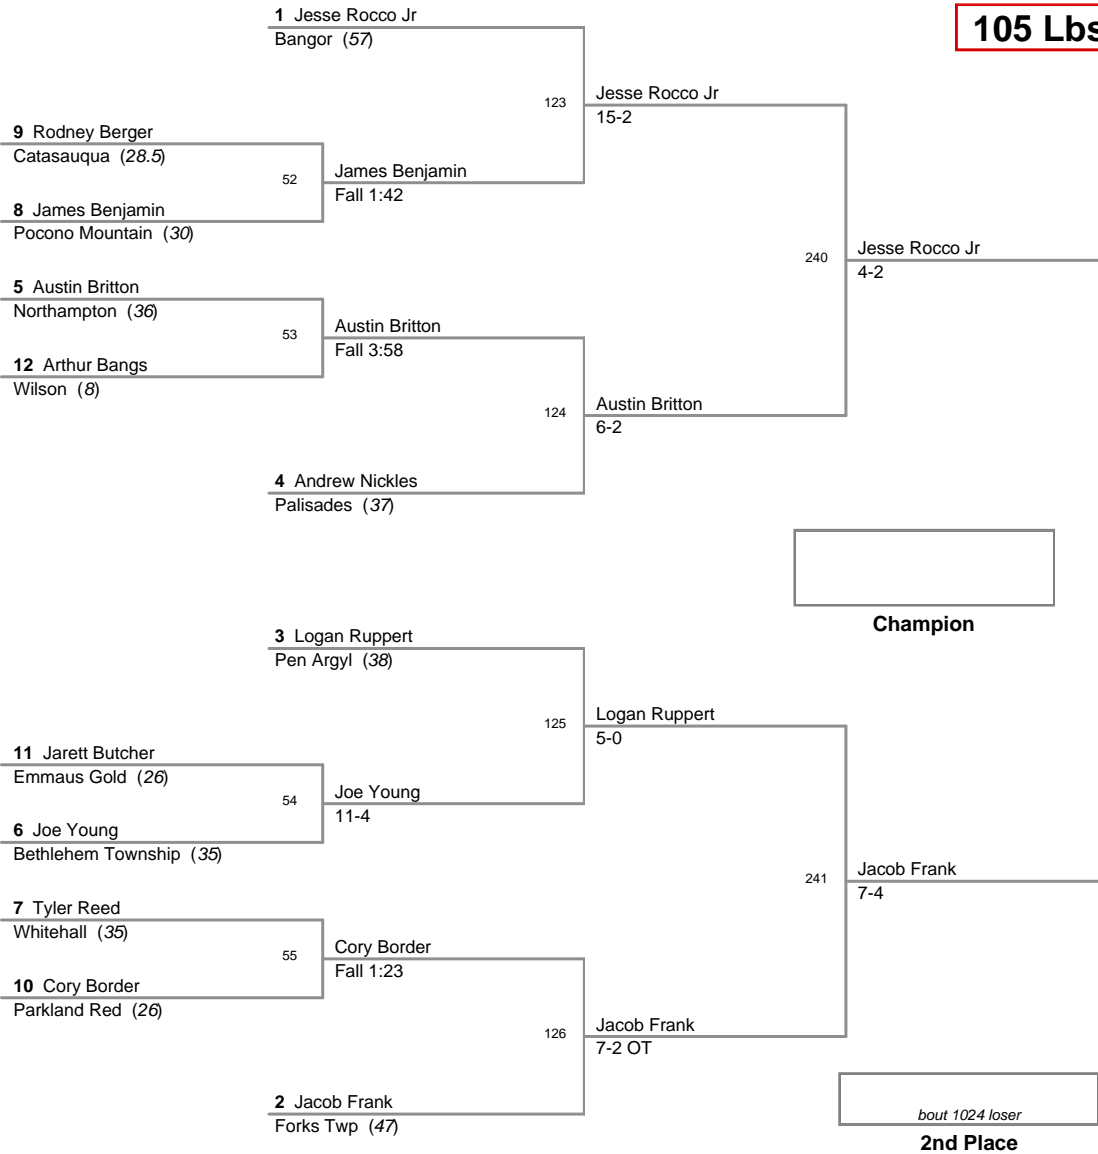 1 Jesse Rocco Jr
Bangor (57)
105 Lbs
123
Jesse Rocco Jr
15-2
9 Rodney Berger
Catasauqua (28.5)
52
James Benjamin
Fall 1:42
8 James Benjamin
Pocono Mountain (30)
240
Jesse Rocco Jr
4-2
5 Austin Britton
Northampton (36)
53
Austin Britton
Fall 3:58
12 Arthur Bangs
Wilson (8)
124
Austin Britton
6-2
4 Andrew Nickles
Palisades (37)
Champion
3 Logan Ruppert
Pen Argyl (38)
125
Logan Ruppert
5-0
11 Jarett Butcher
Emmaus Gold (26)
54
Joe Young
11-4
6 Joe Young
Bethlehem Township (35)
241
Jacob Frank
7-4
7 Tyler Reed
Whitehall (35)
55
Cory Border
Fall 1:23
10 Cory Border
Parkland Red (26)
126
Jacob Frank
7-2 OT
2 Jacob Frank
Forks Twp (47)
bout 1024 loser
2nd Place